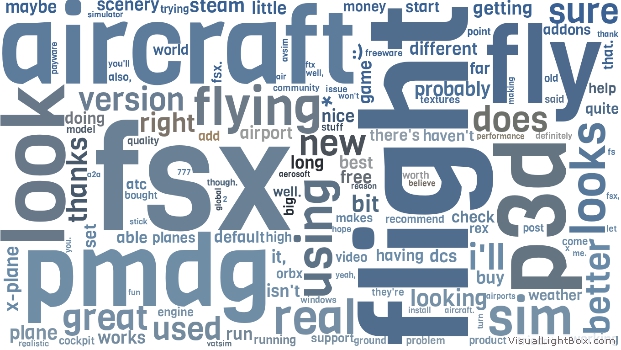 maybe
scenery
trying
steam
little
money
start
getting
sure
simulator
aircraft
payware
you'll
also,
world
fsx.
avsim
air
ftx
well,
:)
freeware
game
different
point
addons
thank
that.
fly
flight
far
making
old
said
help
community
issue
won't
textures
probably
quite
look
version
flying
*
nice
stuff
doing
model
right
add
airport
there's
haven't
does
performance
definitely
quality
new
fsx
thanks
a2a
777
long
aerosoft
best
free
reason
worth
believe
p3d
looks
fs
atc
bought
though.
global
2
big
well.
using
bit
fsx,
stick
makes
recommend
check
let
set
able
planes
default
high
hope
rex
post
you.
x-plane
pmdg
it,
orbx
video
having
dcs
i'll
come
x
me.
isn't
yeah,
buy
better
fun
windows
they're
looking
airports
weather
great
engine
real
install
aircraft.
sim
plane
realistic
cockpit
works
used
vatsim
run
running
support
ground
problem
product
turn
pc
now
VisualLightBox.com